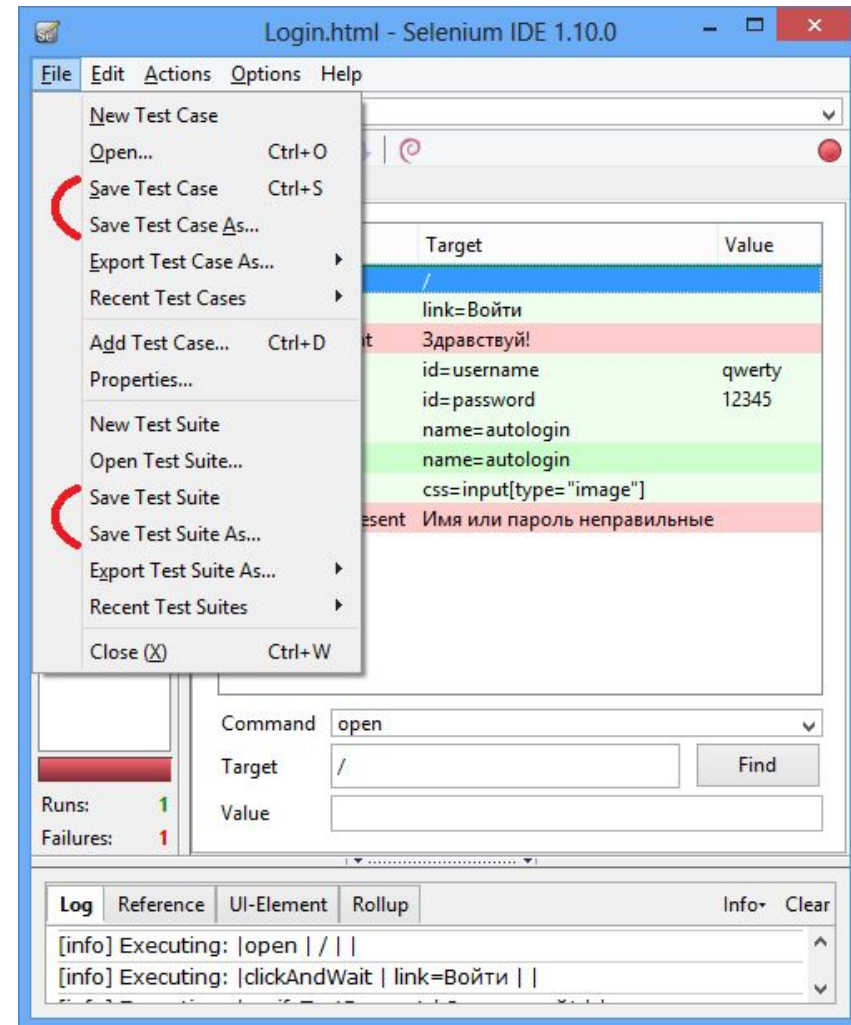 Login.html - Selenium IDE 1.10.0
File Edit Actions Options Help
New Test Case
Open... Ctrl+O
Save Test Case Ctrl+S
Save Test Case As...
Export Test Case As...
Recent Test Cases
Add Test Case... Ctrl+D
Properties...
New Test Suite
Open Test Suite...
Save Test Suite
Save Test Suite As...
Export Test Suite As...
Recent Test Suites
Close (X) Ctrl+W
Target Value
/
link=Войти
Здравствуй!
id=username qwerty
id=password 12345
name=autologin
name=autologin
css=input[type="image"]
Имя или пароль неправильные
Command open
Target / Find
Value
Runs: 1
Failures: 1
Log Reference UI-Element Rollup Info Clear
[info] Executing: |open | / | |
[info] Executing: |clickAndWait | link=Войти | |